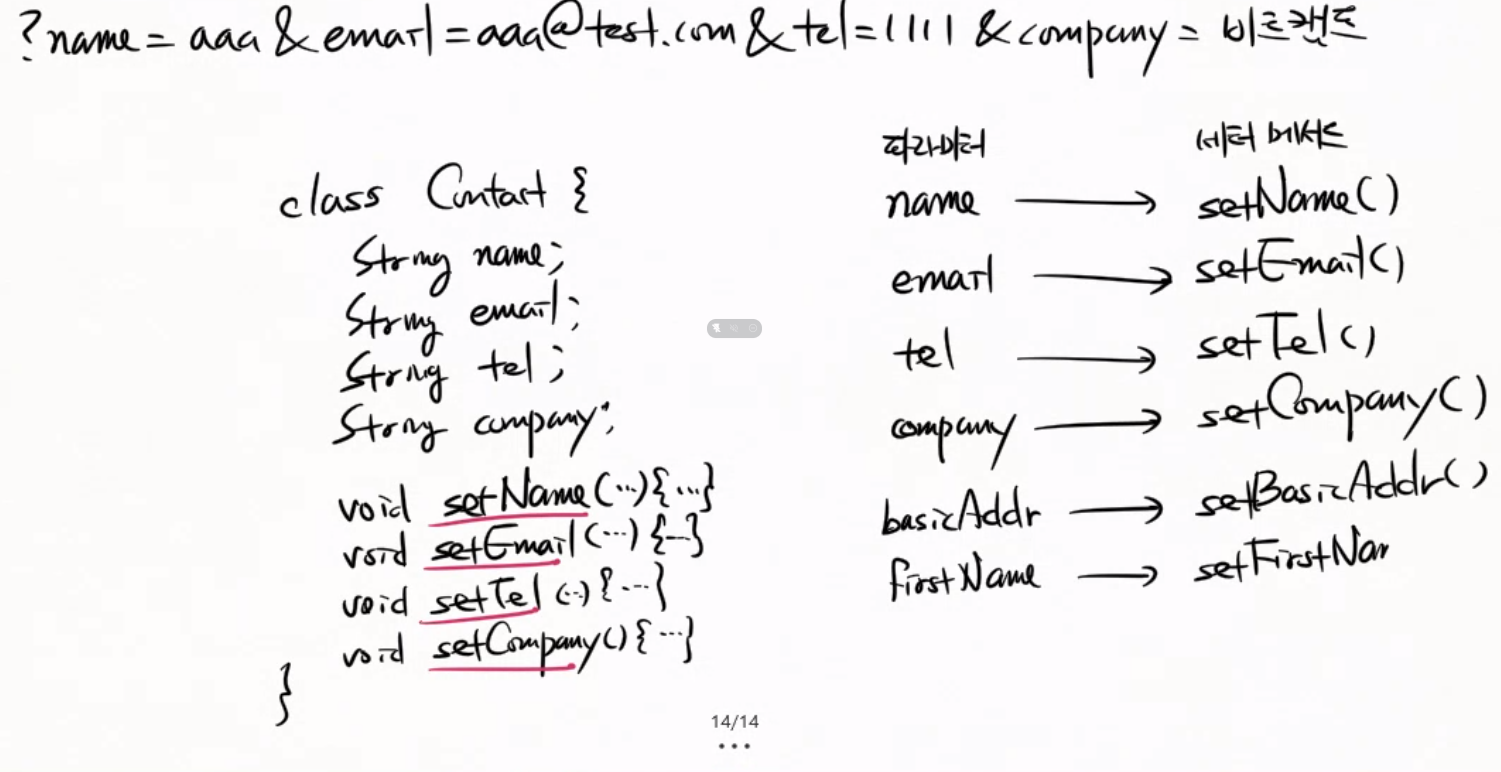 ?name=aaa&email=aaa@test.com&tel=1111&company=비트캠프
class Contact {
String name;
String email;
String tel;
String company;
void setName(...){...}
void setEmail(...){...}
void setTel(...){...}
void setCompany(){...}
}
파라미터 세터 메서드
name → setName()
email → setEmail()
tel → setTel()
company → setCompany()
basicAddr → setBasicAddr()
firstName → setFirstNam
14/14